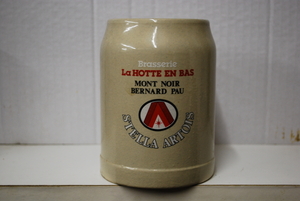 Brasserie
La HOTTE EN BAS
MONT NOIR
BERNARD PAU
STELLA ARTOIS